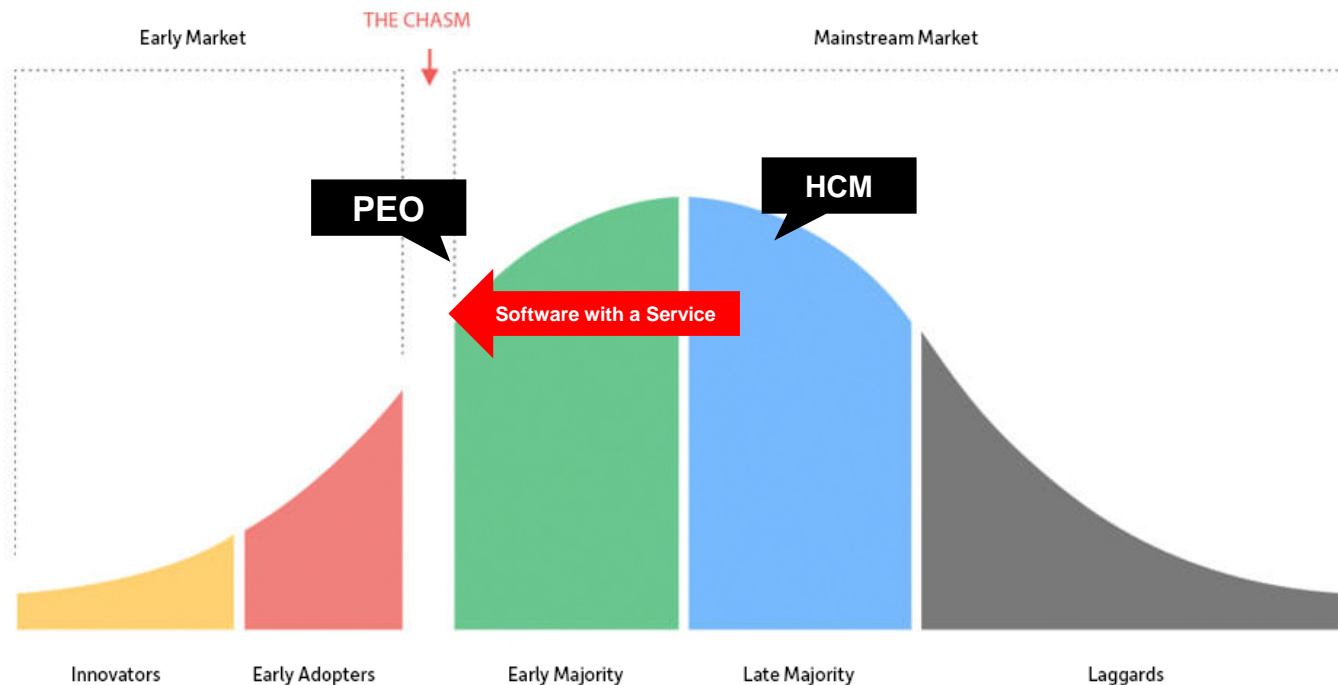 THE CHASM
Early Market
Mainstream Market
PEO
HCM
Software with a Service
Innovators
Early Adopters
Early Majority
Late Majority
Laggards